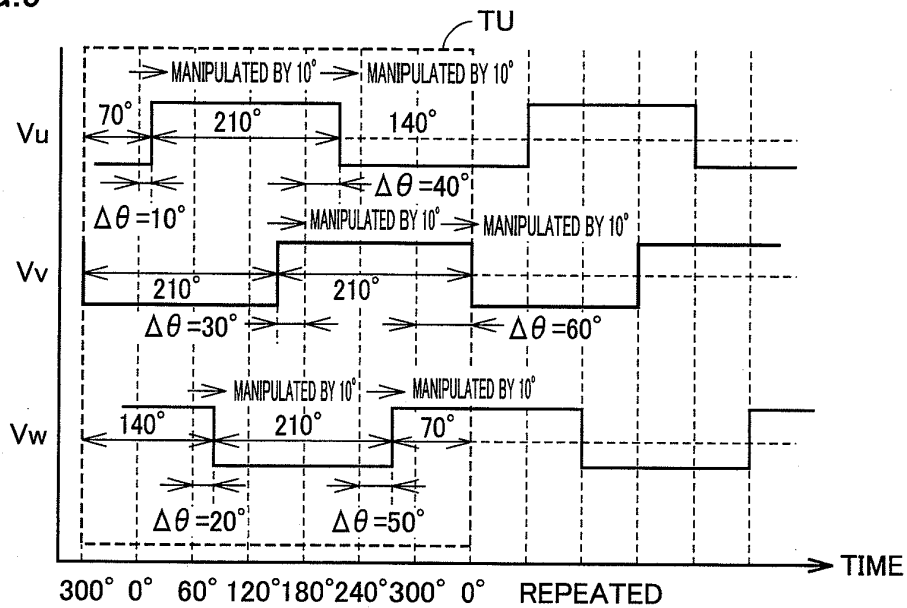 TU
MANIPULATED BY 10° MANIPULATED BY 10°
70° 210° 140°
Vu
Δθ=10° Δθ=40°
MANIPULATED BY 10° MANIPULATED BY 10°
Vv
210° 210°
Δθ=30° Δθ=60°
MANIPULATED BY 10° MANIPULATED BY 10°
Vw
140° 210° 70°
Δθ=20° Δθ=50°
TIME
300° 0° 60° 120° 180° 240° 300° 0° REPEATED